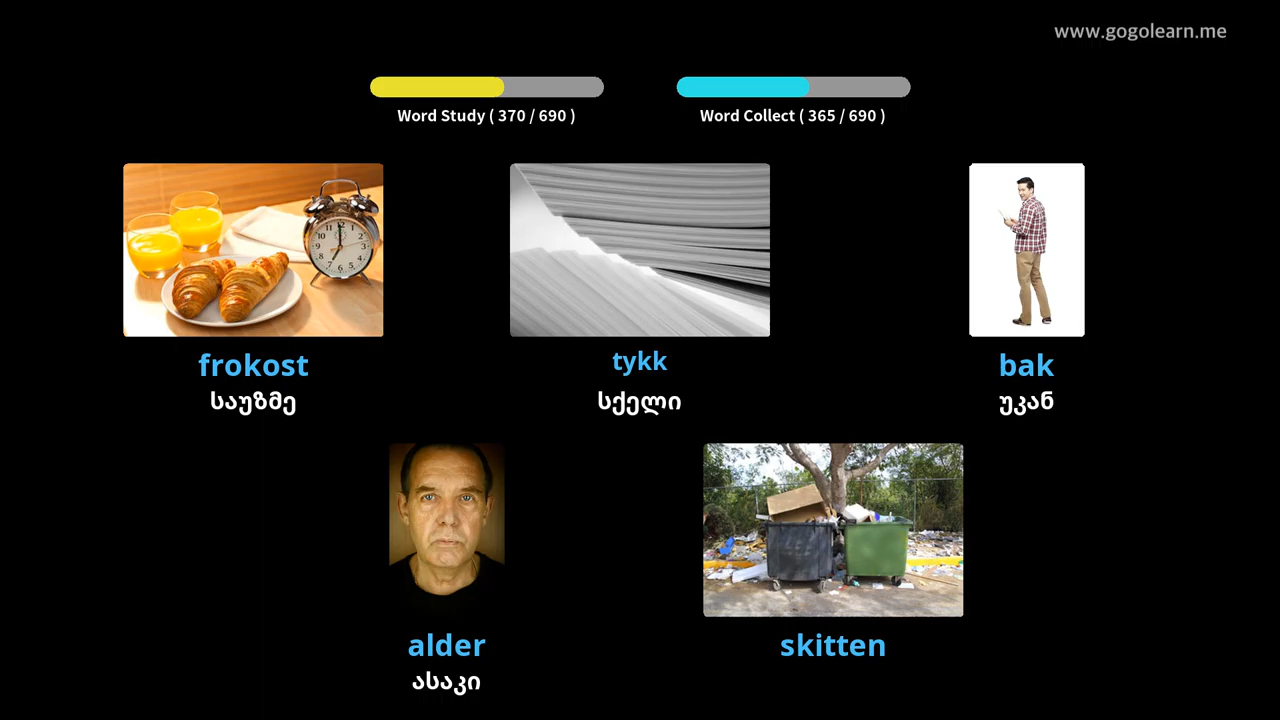 www.gogolearn.me
Word Study ( 370 / 690 )
Word Collect ( 365 / 690 )
frokost
საუზმე
tykk
სქელი
bak
უკან
alder
ასაკი
skitten